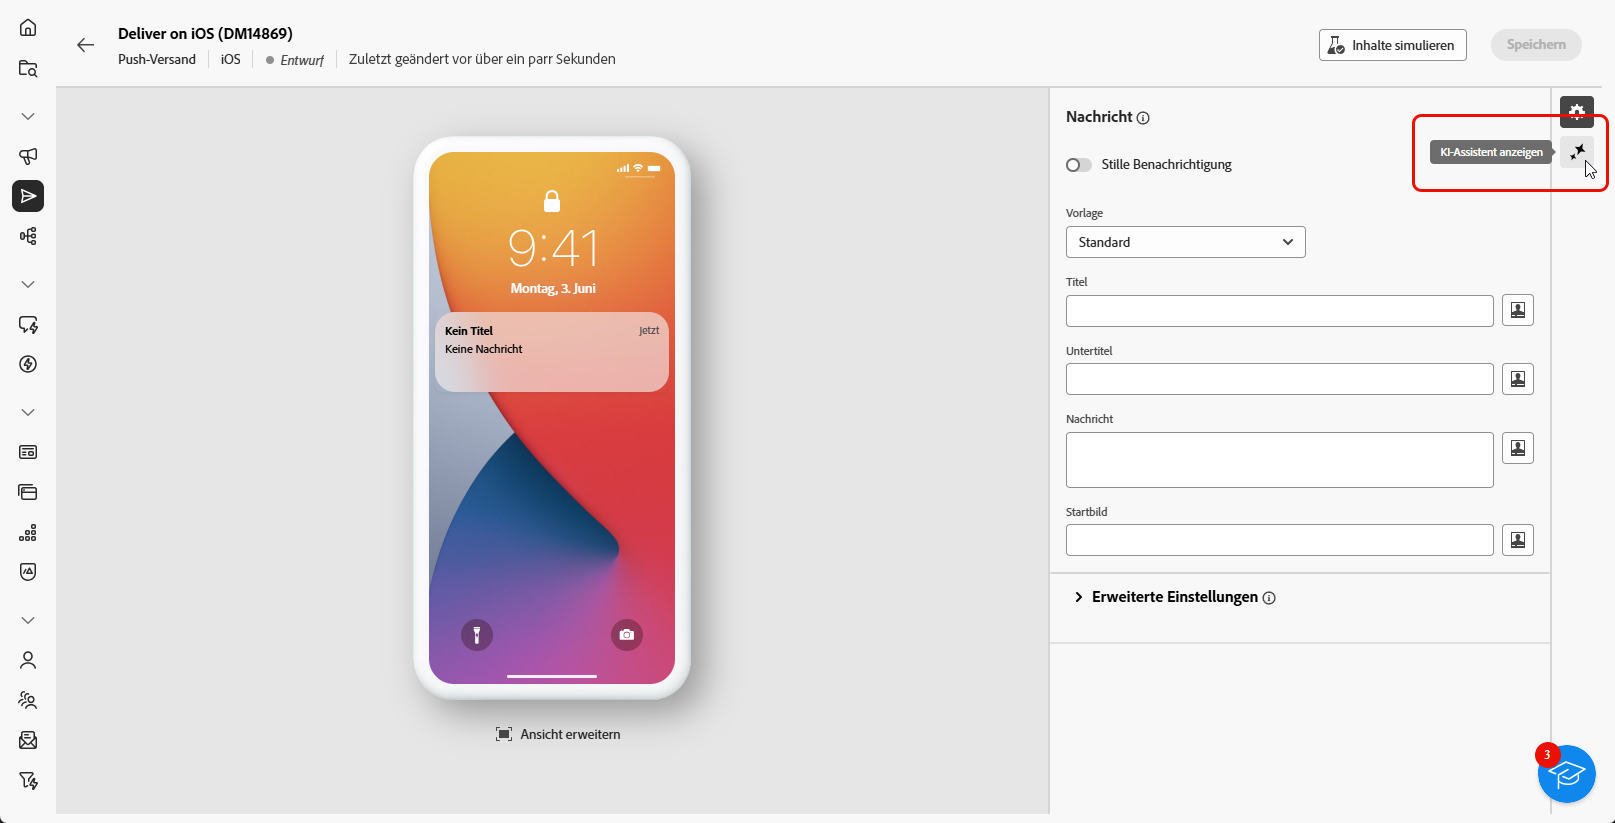 Deliver on iOS (DM14869)
Push-Versand
iOS
Entwurf
Zuletzt geändert vor über ein parr Sekunden
Inhalte simulieren
Speichern
9:41
Montag, 3. Juni
Kein Titel
Jetzt
Keine Nachricht
Ansicht erweitern
Nachricht
KI-Assistent anzeigen
Stille Benachrichtigung
Vorlage
Standard
Titel
Untertitel
Nachricht
Startbild
Erweiterte Einstellungen
3